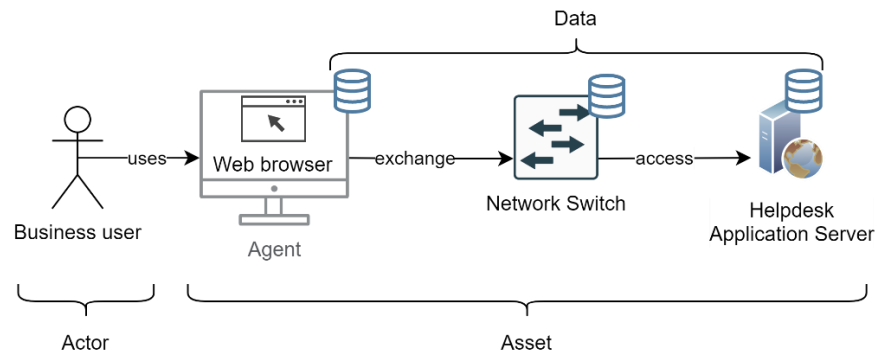 Data
uses
Web browser
exchange
access
Network Switch
Business user
Agent
Helpdesk
Application Server
Actor
Asset